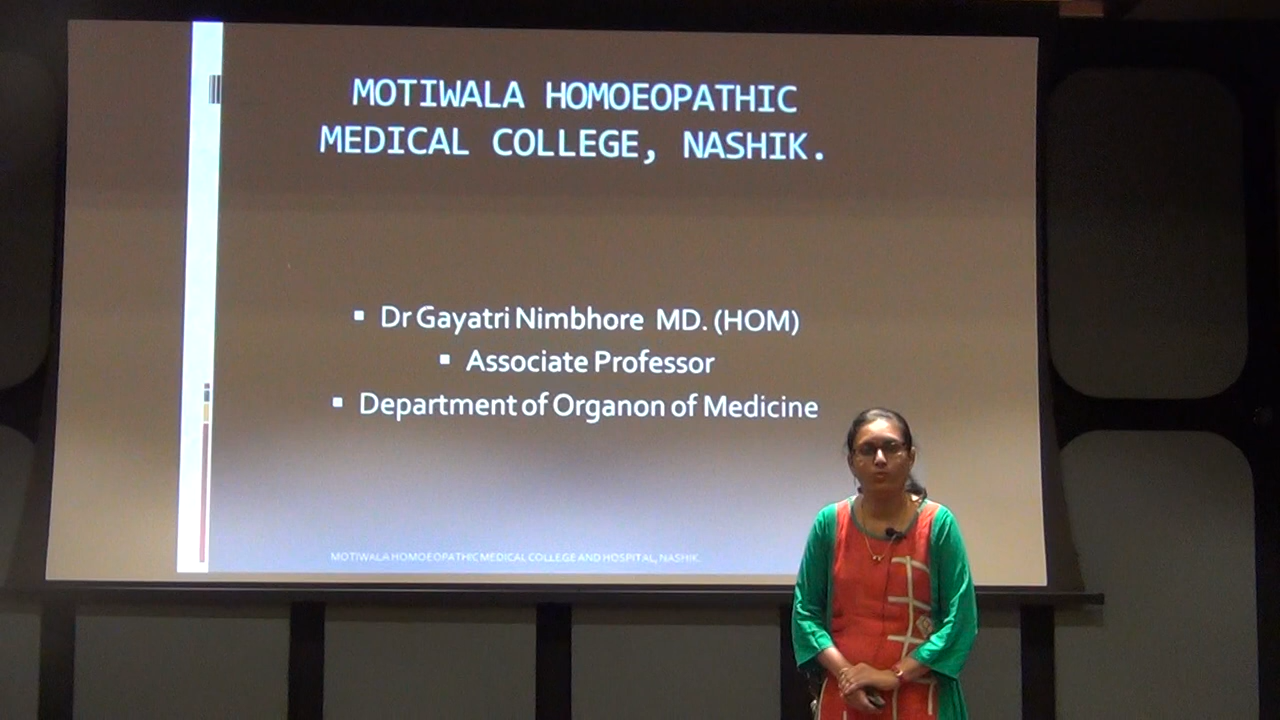 MOTIWALA HOMOEOPATHIC
MEDICAL COLLEGE, NASHIK.
▪ Dr Gayatri Nimbhore MD. (HOM)
▪ Associate Professor
▪ Department of Organon of Medicine
MOTIWALA HOMOEOPATHIC MEDICAL COLLEGE AND HOSPITAL, NASHIK.